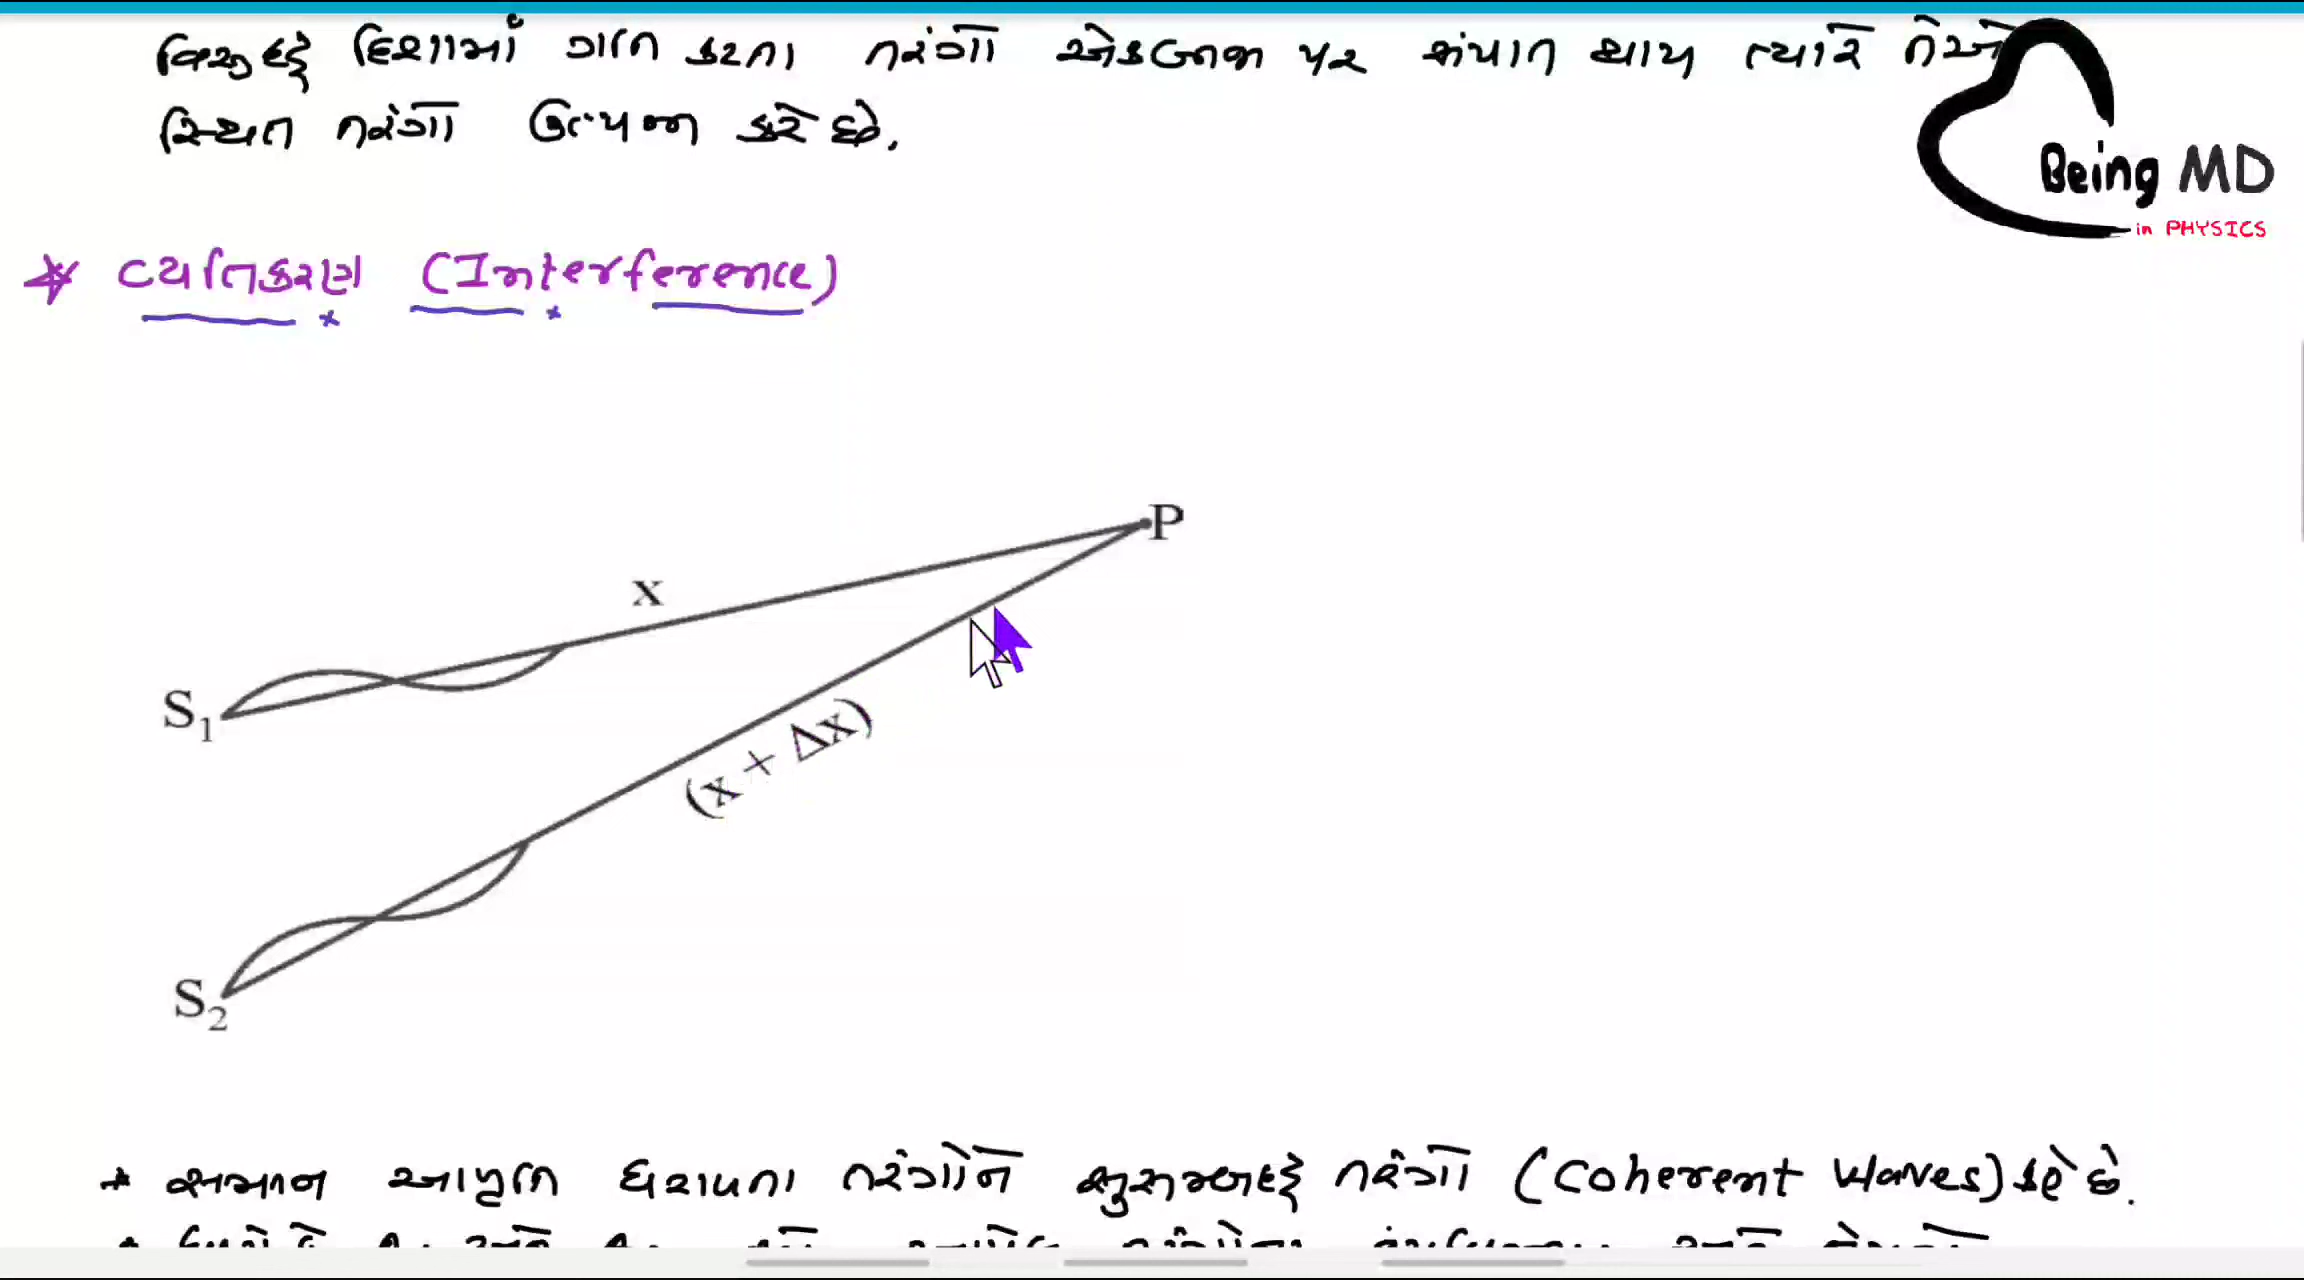 વિરુદ્ધ દિશામાં ગતિ કરતા તરંગો એકબીજા પર સંપાત થાય ત્યારે તેઓ
સ્થિત તરંગો ઉત્પન્ન કરે છે.
Being MD
in PHYSICS
* વ્યતિકરણ (Interference)
P
x
S1
(x + Δx)
S2
* સમાન આવૃત્તિ ધરાવતા તરંગોને સુસમ્બદ્ધ તરંગો (Coherent Waves) કહે છે.